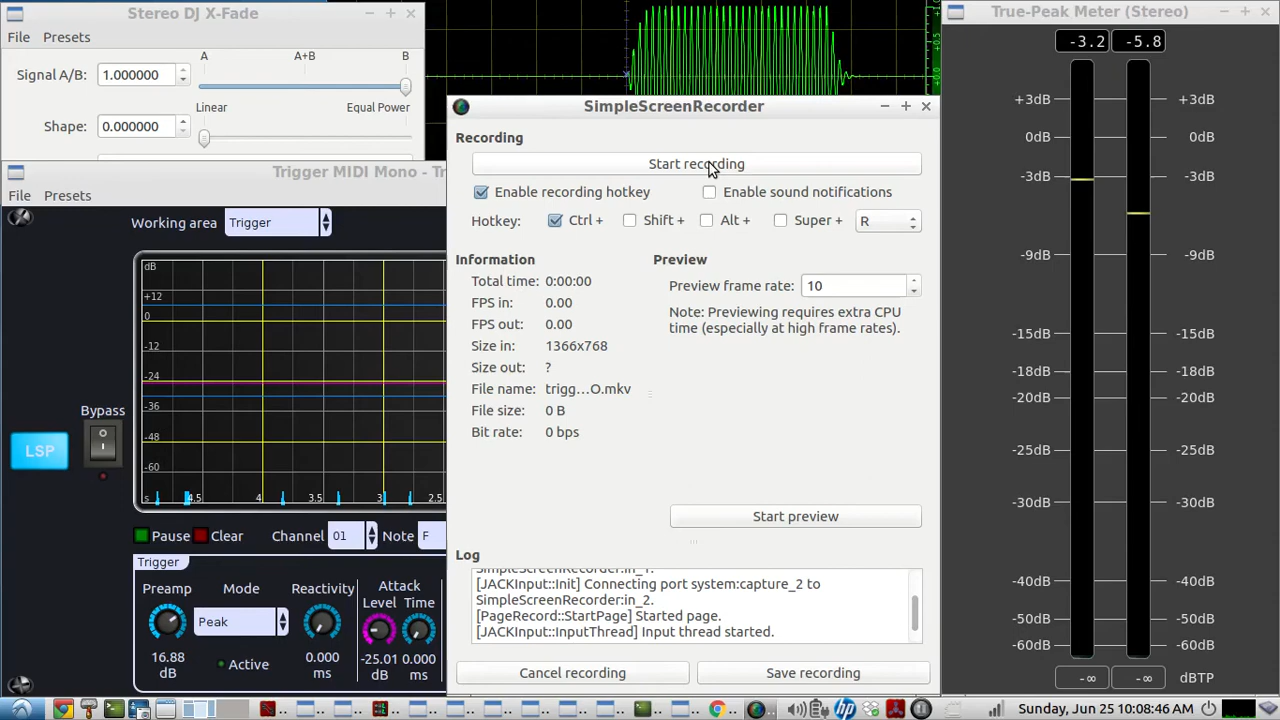 Stereo DJ X-Fade
File Presets
Signal A/B: 1.000000
A A+B B
Linear Equal Power
Shape: 0.000000
Trigger MIDI Mono - Tr
File Presets
Working area Trigger
dB
+12
0
-12
-24
-36
-48
-60
s 4.5 4 3.5 3 2.5
Bypass
LSP
Pause Clear Channel 01 Note F
Trigger
Preamp Mode Reactivity Attack
Level Time
Peak
Active
16.88 dB
0.000 ms
-25.01 dB
0.000 ms
SimpleScreenRecorder
Recording
Start recording
Enable recording hotkey Enable sound notifications
Hotkey: Ctrl + Shift + Alt + Super + R
Information
Total time: 0:00:00
FPS in: 0.00
FPS out: 0.00
Size in: 1366x768
Size out: ?
File name: trigg...O.mkv
File size: 0 B
Bit rate: 0 bps
Preview
Preview frame rate: 10
Note: Previewing requires extra CPU
time (especially at high frame rates).
Start preview
Log
SimpleScreenRecorder:in_1.
[JACKInput::Init] Connecting port system:capture_2 to
SimpleScreenRecorder:in_2.
[PageRecord::StartPage] Started page.
[JACKInput::InputThread] Input thread started.
Cancel recording Save recording
True-Peak Meter (Stereo)
-3.2 -5.8
+3dB +3dB
0dB 0dB
-3dB -3dB
-9dB -9dB
-15dB -15dB
-18dB -18dB
-20dB -20dB
-25dB -25dB
-30dB -30dB
-40dB -40dB
-50dB -50dB
-60dB -60dB
-∞ -∞ dBTP
Sunday, Jun 25, 10:08:46 AM